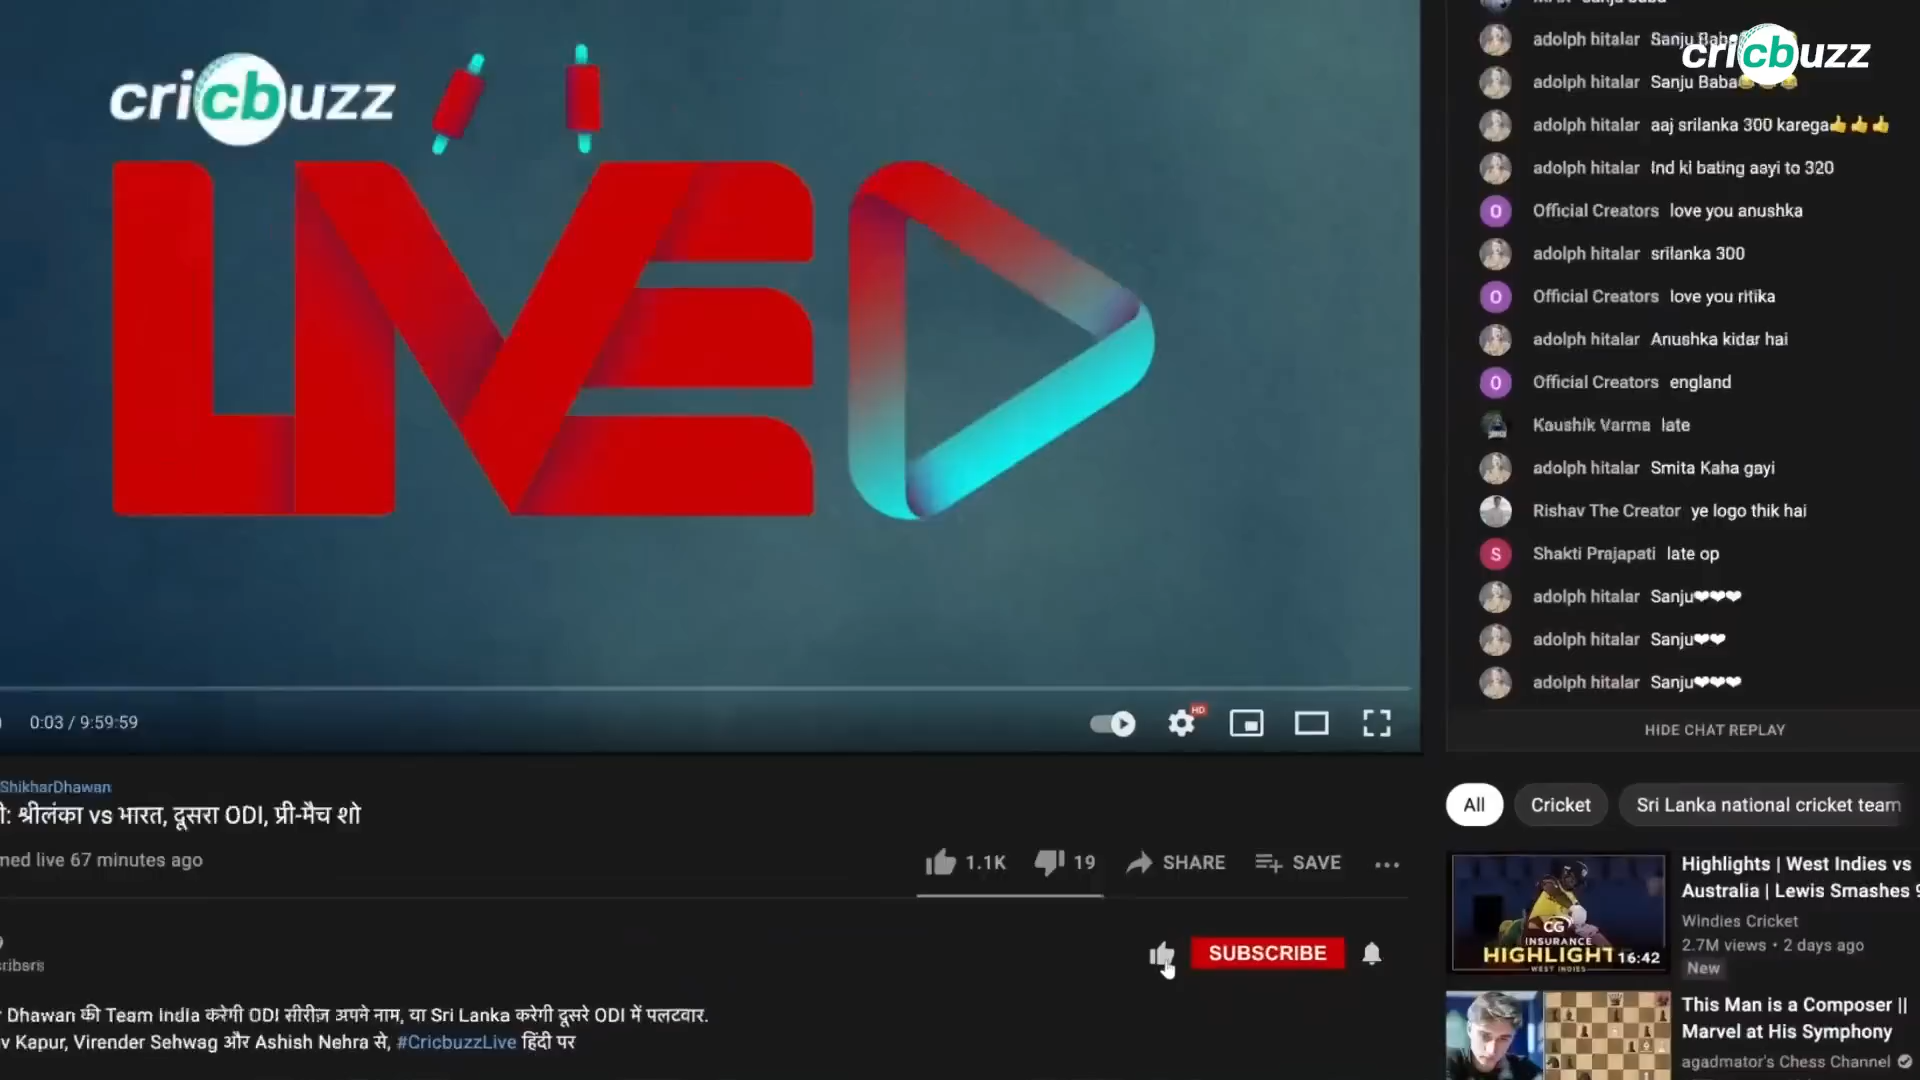 cricbuzz
LIVE
0:03 / 9:59:59
HD
ShikharDhawan
श्रीलंका vs भारत, दूसरा ODI, प्री-मैच शो
live 67 minutes ago
1.1K
19
SHARE
SAVE
SUBSCRIBE
Dhawan की Team India करेगी ODI सीरीज़ अपने नाम, या Sri Lanka करेगी दूसरे ODI में पलटवार.
Kapur, Virender Sehwag और Ashish Nehra से, #CricbuzzLive हिंदी पर
cricbuzz
adolph hitalar Sanju Baba
adolph hitalar Sanju Baba😂😂😂
adolph hitalar aaj srilanka 300 karega👍👍👍
adolph hitalar Ind ki bating aayi to 320
O Official Creators love you anushka
adolph hitalar srilanka 300
O Official Creators love you ritika
adolph hitalar Anushka kidar hai
O Official Creators england
Kaushik Varma late
adolph hitalar Smita Kaha gayi
Rishav The Creator ye logo thik hai
S Shakti Prajapati late op
adolph hitalar Sanju❤❤❤
adolph hitalar Sanju❤❤
adolph hitalar Sanju❤❤❤
HIDE CHAT REPLAY
All
Cricket
Sri Lanka national cricket team
CG
INSURANCE
HIGHLIGHT
WEST INDIES
16:42
Highlights | West Indies vs
Australia | Lewis Smashes
Windies Cricket
2.7M views • 2 days ago
New
This Man is a Composer ||
Marvel at His Symphony
agadmator's Chess Channel